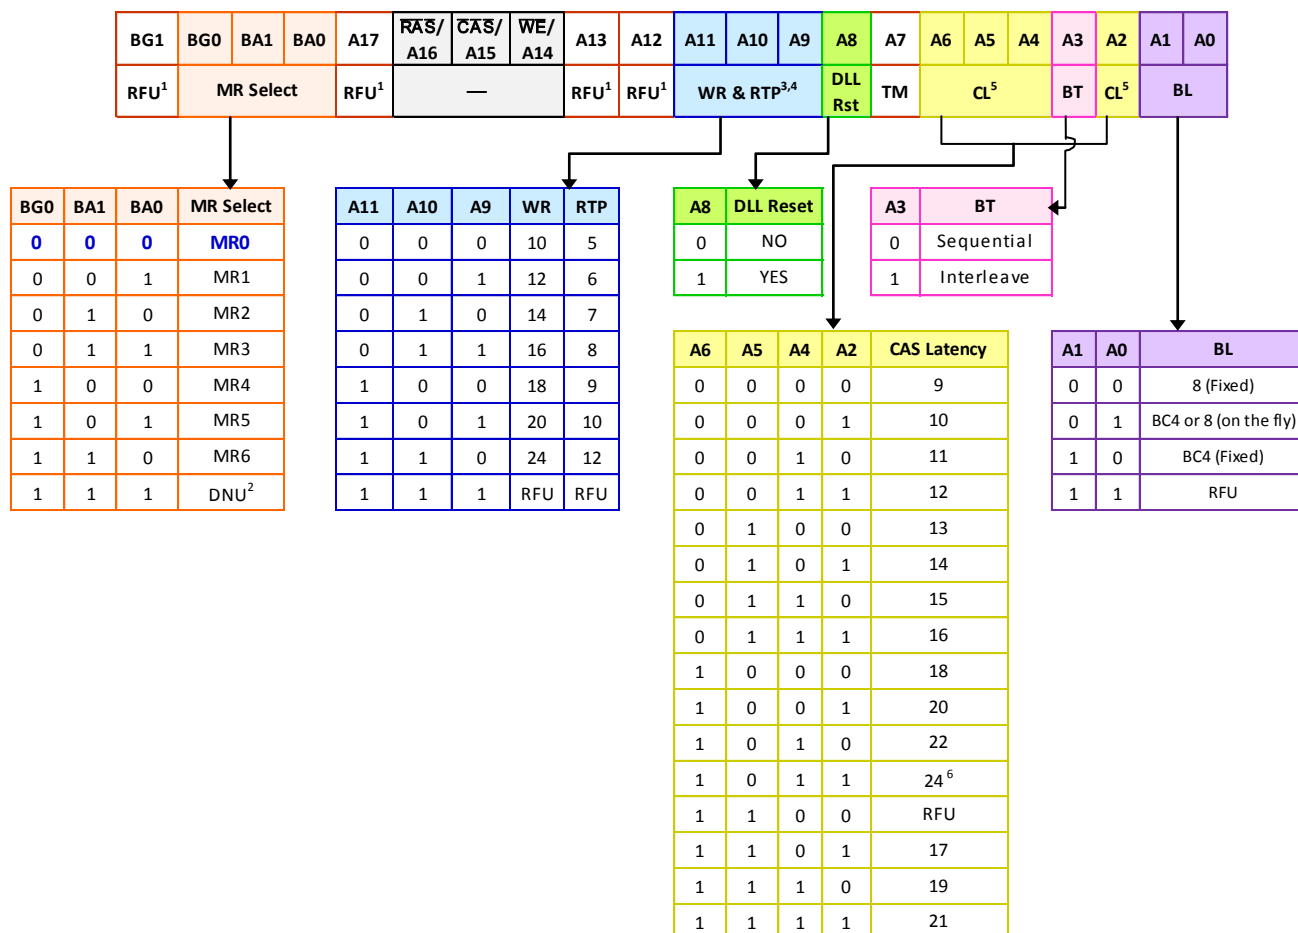 BG1 BG0 BA1 BA0 A17 RAS/ A16 CAS/ A15 WE/ A14 A13 A12 A11 A10 A9 A8 A7 A6 A5 A4 A3 A2 A1 A0
RFU1 MR Select RFU1 — RFU1 RFU1 WR & RTP3,4 DLL Rst TM CL5 BT CL5 BL
BG0 BA1 BA0 MR Select
0 0 0 MR0
0 0 1 MR1
0 1 0 MR2
0 1 1 MR3
1 0 0 MR4
1 0 1 MR5
1 1 0 MR6
1 1 1 DNU2
A11 A10 A9 WR RTP
0 0 0 10 5
0 0 1 12 6
0 1 0 14 7
0 1 1 16 8
1 0 0 18 9
1 0 1 20 10
1 1 0 24 12
1 1 1 RFU RFU
A8 DLL Reset
0 NO
1 YES
A3 BT
0 Sequential
1 Interleave
A6 A5 A4 A2 CAS Latency
0 0 0 0 9
0 0 0 1 10
0 0 1 0 11
0 0 1 1 12
0 1 0 0 13
0 1 0 1 14
0 1 1 0 15
0 1 1 1 16
1 0 0 0 18
1 0 0 1 20
1 0 1 0 22
1 0 1 1 24 6
1 1 0 0 RFU
1 1 0 1 17
1 1 1 0 19
1 1 1 1 21
A1 A0 BL
0 0 8 (Fixed)
0 1 BC4 or 8 (on the fly)
1 0 BC4 (Fixed)
1 1 RFU